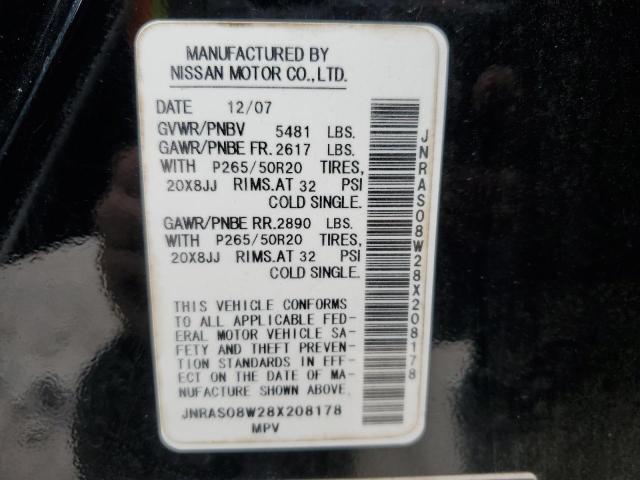 MANUFACTURED BY
NISSAN MOTOR CO.,LTD.
DATE 12/07
GVWR/PNBV 5481 LBS.
GAWR/PNBE FR.2617 LBS.
WITH P265/50R20 TIRES,
20X8JJ RIMS.AT 32 PSI
COLD SINGLE.
GAWR/PNBE RR.2890 LBS.
WITH P265/50R20 TIRES,
20X8JJ RIMS.AT 32 PSI
COLD SINGLE.
THIS VEHICLE CONFORMS
TO ALL APPLICABLE FED-
ERAL MOTOR VEHICLE SA-
FETY AND THEFT PREVEN-
TION STANDARDS IN EFF-
ECT ON THE DATE OF MA-
NUFACTURE SHOWN ABOVE.
JNRAS08W28X208178
MPV
JNRAS08W28X208178